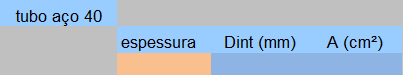 tubo aço 40
espessura Dint (mm) A (cm²)